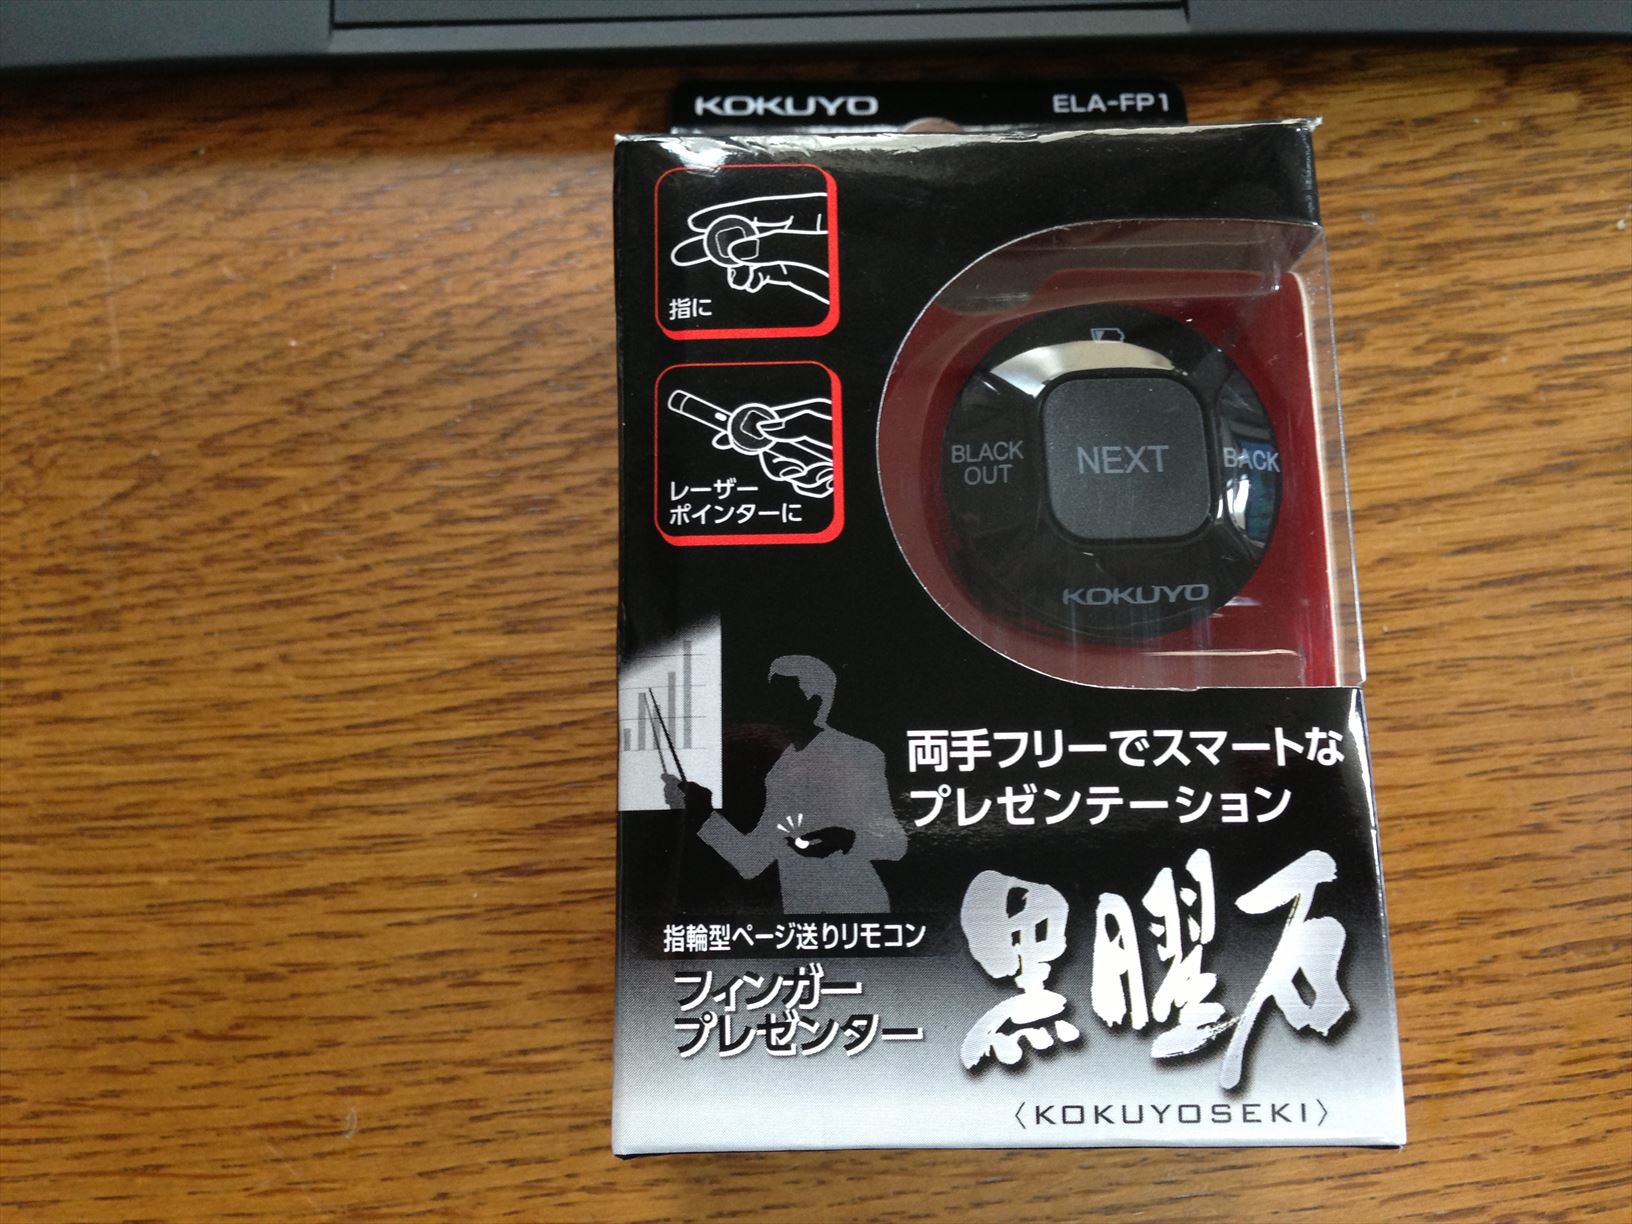 KOKUYO
ELA-FP1
指に
レーザー
ポインターに
BLACK
OUT
NEXT
BACK
KOKUYO
両手フリーでスマートな
プレゼンテーション
指輪型ページ送りリモコン
フィンガー
プレゼンター
黒曜石
〈KOKUYOSEKI〉